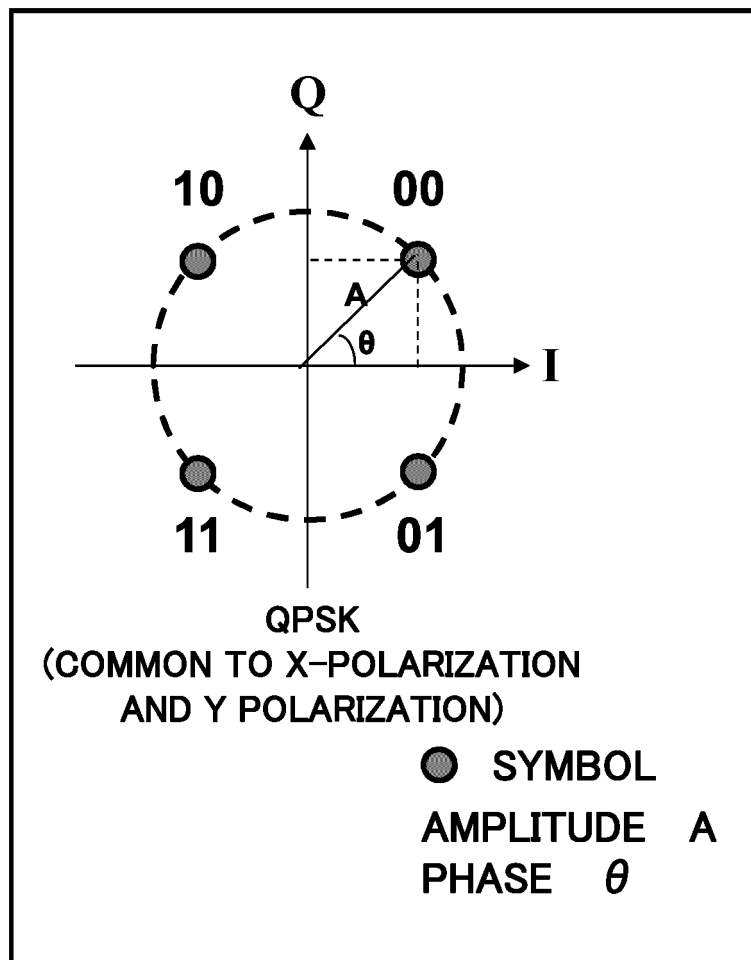 Q
10 00
A
θ
I
11 01
QPSK
(COMMON TO X-POLARIZATION
AND Y POLARIZATION)
SYMBOL
AMPLITUDE A
PHASE θ